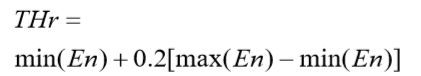 THr =
min(En) + 0.2[max(En) – min(En)]